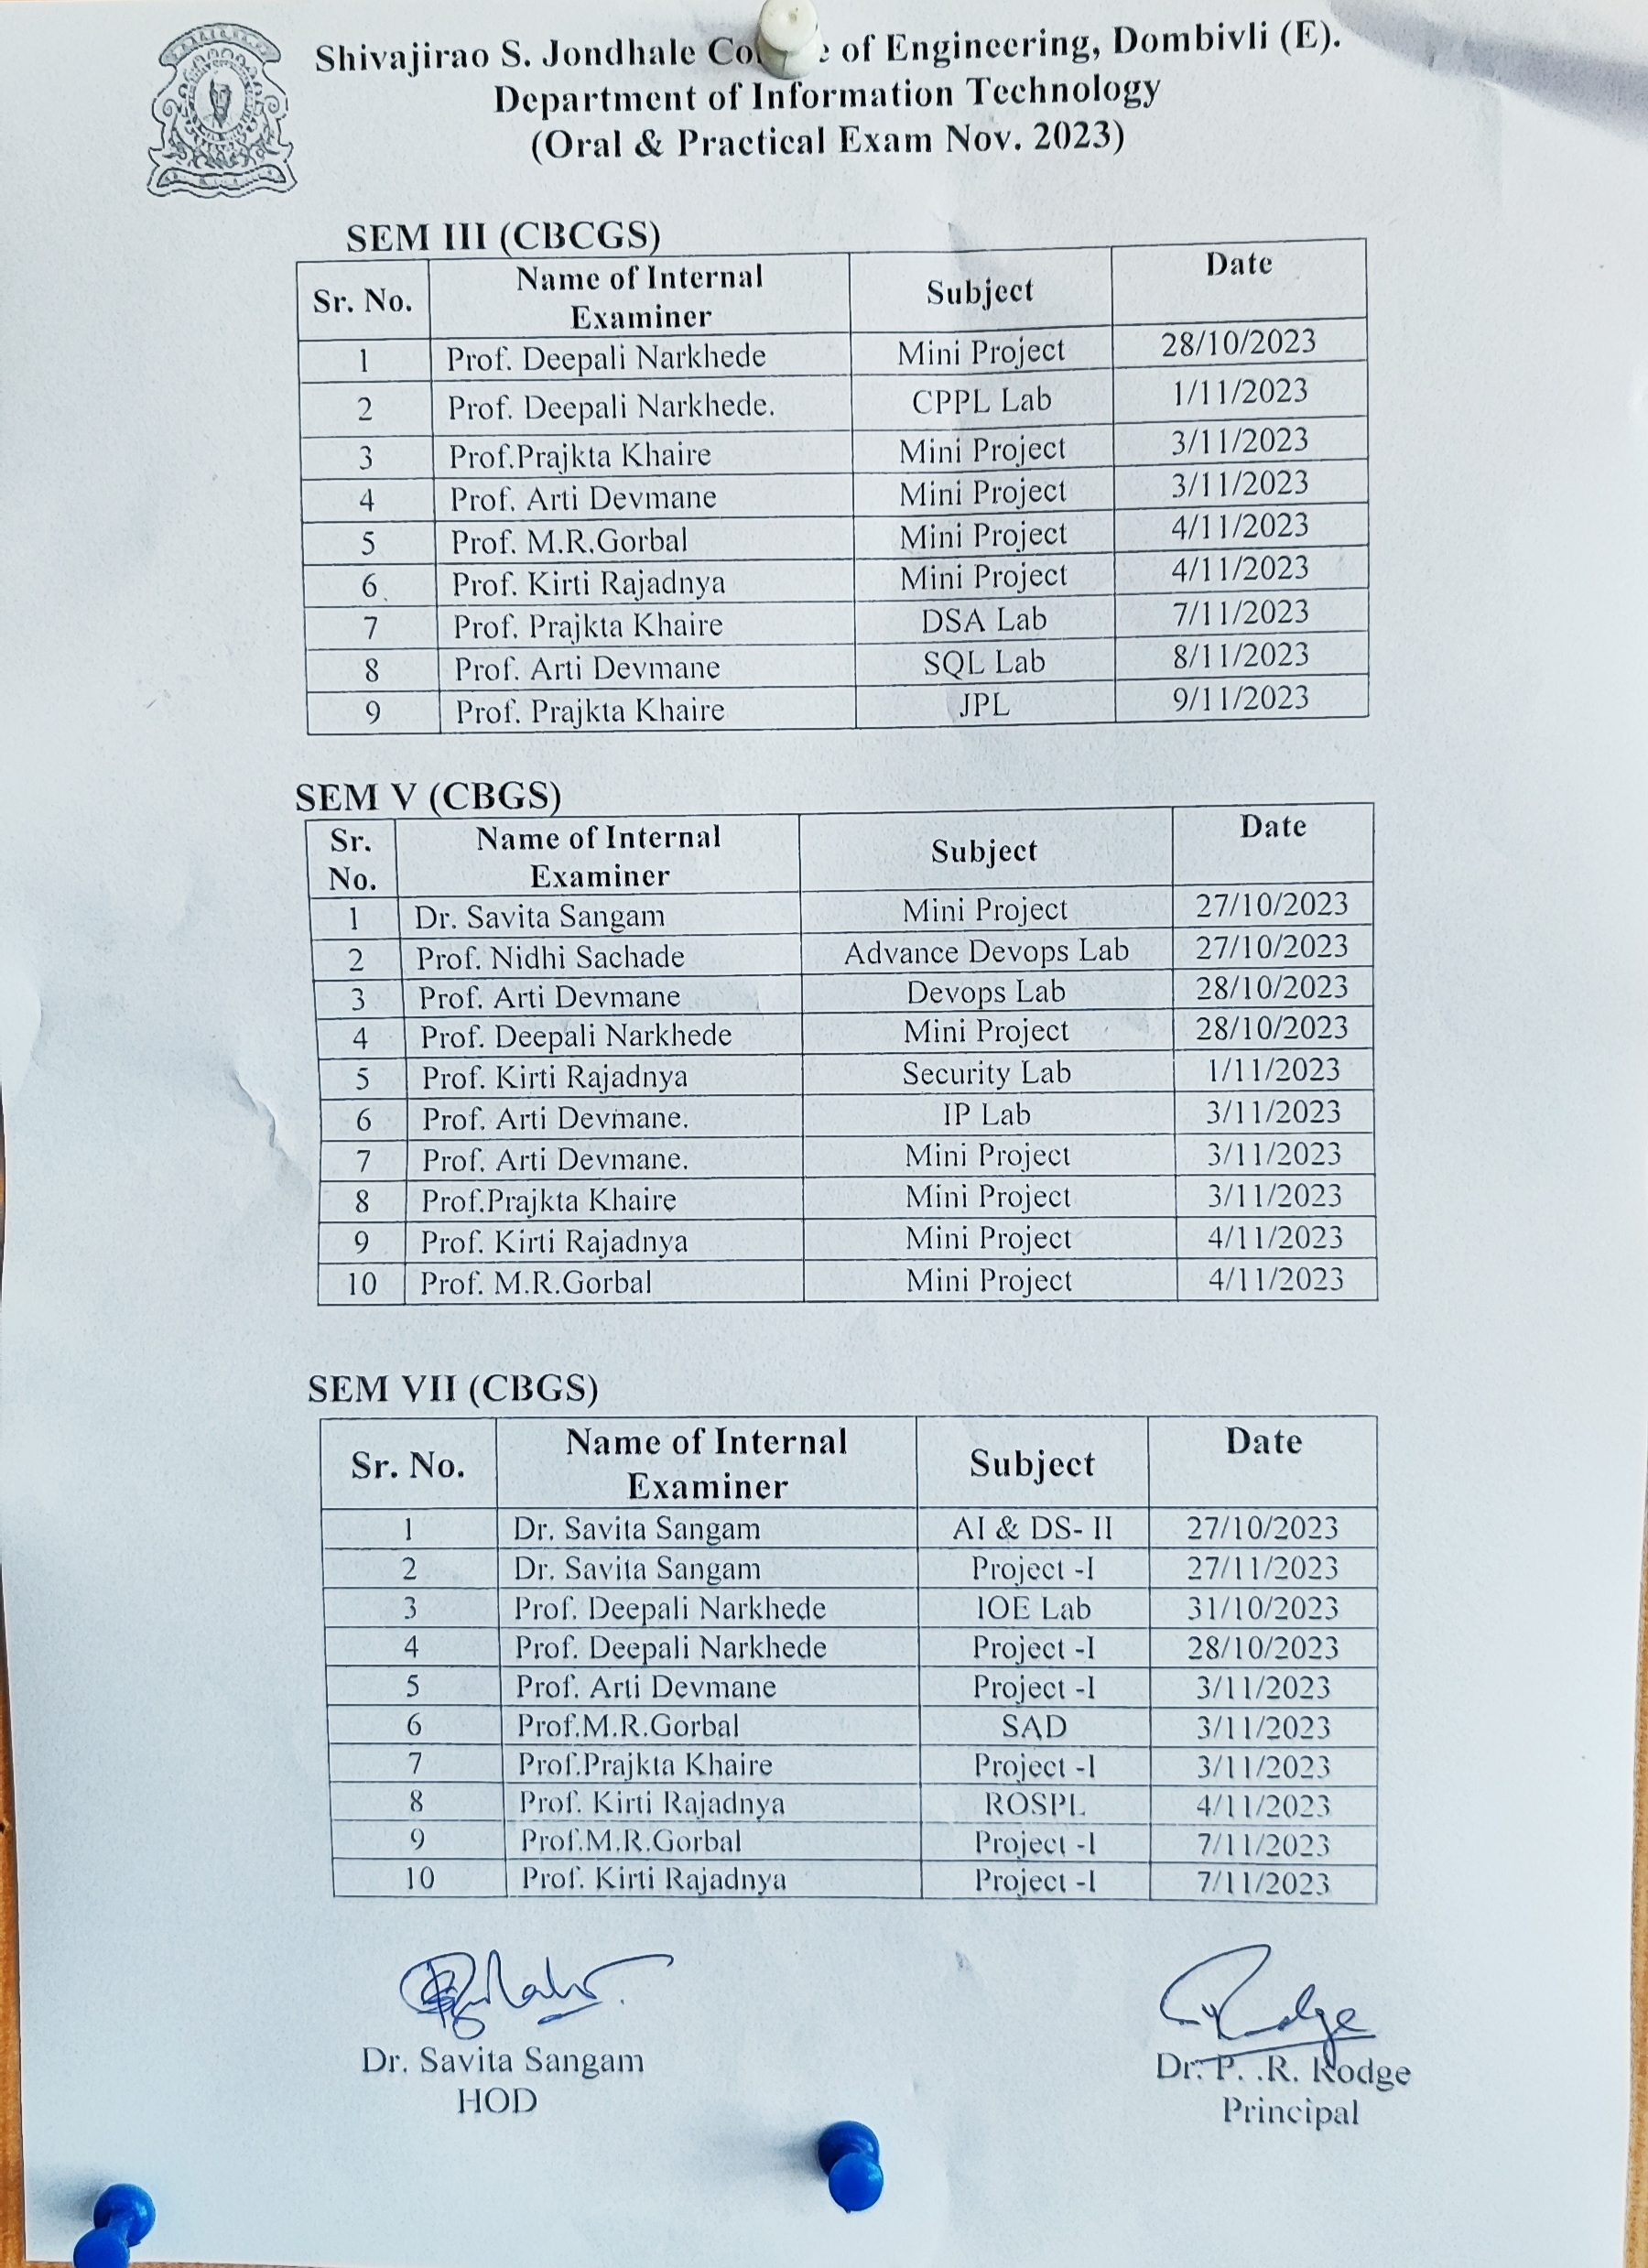 Shivajirao S. Jondhale of Engineering, Dombivli (E).
Department of Information Technology
(Oral & Practical Exam Nov. 2023)
SEM III (CBCGS)
Sr. No. Name of Internal Examiner Subject Date
1 Prof. Deepali Narkhede Mini Project 28/10/2023
2 Prof. Deepali Narkhede. CPPL Lab 1/11/2023
3 Prof.Prajkta Khaire Mini Project 3/11/2023
4 Prof. Arti Devmane Mini Project 3/11/2023
5 Prof. M.R.Gorbal Mini Project 4/11/2023
6 Prof. Kirti Rajadnya Mini Project 4/11/2023
7 Prof. Prajkta Khaire DSA Lab 7/11/2023
8 Prof. Arti Devmane SQL Lab 8/11/2023
9 Prof. Prajkta Khaire JPL 9/11/2023
SEM V (CBGS)
Sr. No. Name of Internal Examiner Subject Date
1 Dr. Savita Sangam Mini Project 27/10/2023
2 Prof. Nidhi Sachade Advance Devops Lab 27/10/2023
3 Prof. Arti Devmane Devops Lab 28/10/2023
4 Prof. Deepali Narkhede Mini Project 28/10/2023
5 Prof. Kirti Rajadnya Security Lab 1/11/2023
6 Prof. Arti Devmane. IP Lab 3/11/2023
7 Prof. Arti Devmane. Mini Project 3/11/2023
8 Prof.Prajkta Khaire Mini Project 3/11/2023
9 Prof. Kirti Rajadnya Mini Project 4/11/2023
10 Prof. M.R.Gorbal Mini Project 4/11/2023
SEM VII (CBGS)
Sr. No. Name of Internal Examiner Subject Date
1 Dr. Savita Sangam AI & DS- II 27/10/2023
2 Dr. Savita Sangam Project -I 27/11/2023
3 Prof. Deepali Narkhede IOE Lab 31/10/2023
4 Prof. Deepali Narkhede Project -I 28/10/2023
5 Prof. Arti Devmane Project -I 3/11/2023
6 Prof.M.R.Gorbal SAD 3/11/2023
7 Prof.Prajkta Khaire Project -I 3/11/2023
8 Prof. Kirti Rajadnya ROSPL 4/11/2023
9 Prof.M.R.Gorbal Project -I 7/11/2023
10 Prof. Kirti Rajadnya Project -I 7/11/2023
Dr. Savita Sangam Dr. P. .R. Rodge
HOD Principal